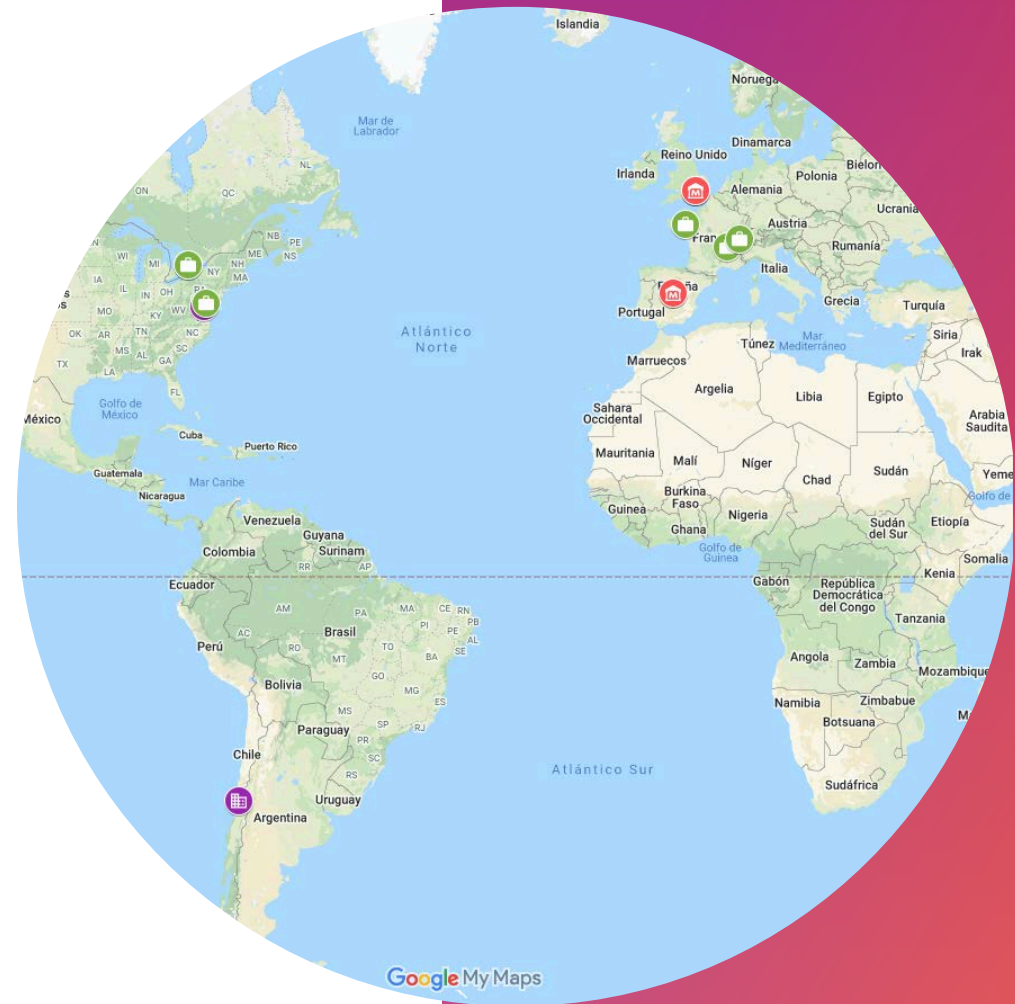 Islandia
Noruega
Mar de
Labrador
Dinamarca
Reino Unido
Irlanda
Polonia
Alemania
NL
ON
QC
Ucrania
Austria
Rumanía
NB
PE
WI
MI
NY
NH
ME
NS
MA
Italia
IA
IL
IN
OH
WV
Portugal
Grecia
Turquía
MO
KY
Siria
OK
AR
TN
NC
Atlántico
Norte
Túnez
Mar
Mediterráneo
Irak
MS
AL
GA
SC
Marruecos
TX
LA
Argelia
Libia
Egipto
FL
Golfo de
México
México
Sahara
Occidental
Arabia
Saudita
Cuba
Puerto Rico
Mauritania
Malí
Níger
Chad
Sudán
Guatemala
Mar Caribe
Nicaragua
Burkina
Faso
Guinea
Nigeria
Venezuela
Guyana
Surinam
Ghana
Sudán
del Sur
Etiopía
Colombia
Golfo de
Guinea
Somalia
RR
AP
Kenia
Ecuador
Gabón
República
Democrática
del Congo
AM
PA
MA
CE
RN
PB
PI
PE
AL
SE
Tanzania
AC
Brasil
TO
Perú
RO
MT
BA
Angola
Zambia
Mozambique
Bolivia
GO
MG
ES
Namibia
Zimbabue
MS
SP
RJ
Botsuana
Paraguay
PR
Chile
SC
Atlántico Sur
RS
Sudáfrica
Uruguay
Argentina
Google My Maps